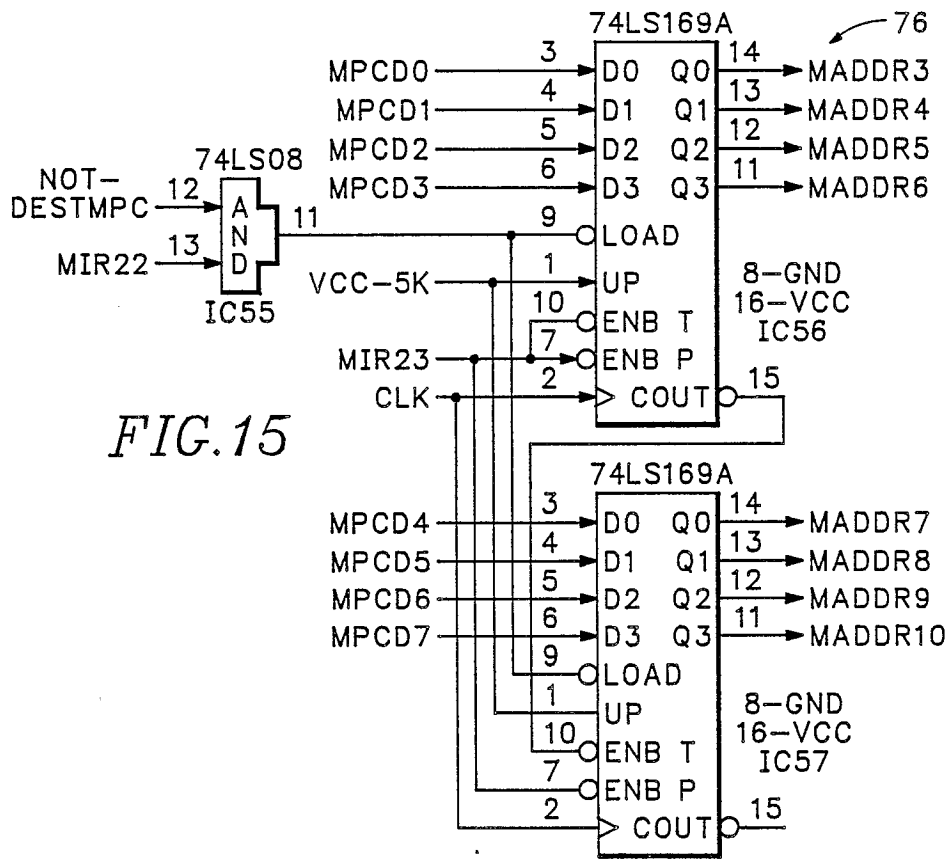 74LS169A
76
MPCD0 3 D0 Q0 14 MADDR3
MPCD1 4 D1 Q1 13 MADDR4
MPCD2 5 D2 Q2 12 MADDR5
MPCD3 6 D3 Q3 11 MADDR6
74LS08
NOT-
DESTMPC 12
MIR22 13
AND
11
IC55
9 LOAD
VCC-5K 1 UP
10 ENB T
MIR23 7 ENB P
CLK 2 COUT 15
8-GND
16-VCC
IC56
FIG.15
74LS169A
MPCD4 3 D0 Q0 14 MADDR7
MPCD5 4 D1 Q1 13 MADDR8
MPCD6 5 D2 Q2 12 MADDR9
MPCD7 6 D3 Q3 11 MADDR10
9 LOAD
1 UP
10 ENB T
7 ENB P
2 COUT 15
8-GND
16-VCC
IC57